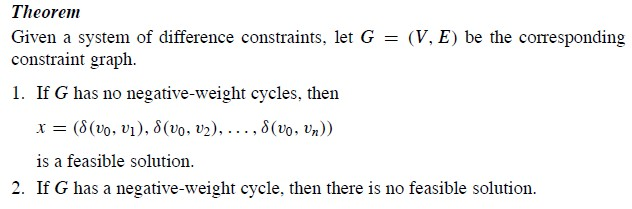 Theorem
Given a system of difference constraints, let G = (V, E) be the corresponding
constraint graph.
1. If G has no negative-weight cycles, then
x = (δ(v₀, v₁), δ(v₀, v₂), . . . , δ(v₀, vₙ))
is a feasible solution.
2. If G has a negative-weight cycle, then there is no feasible solution.